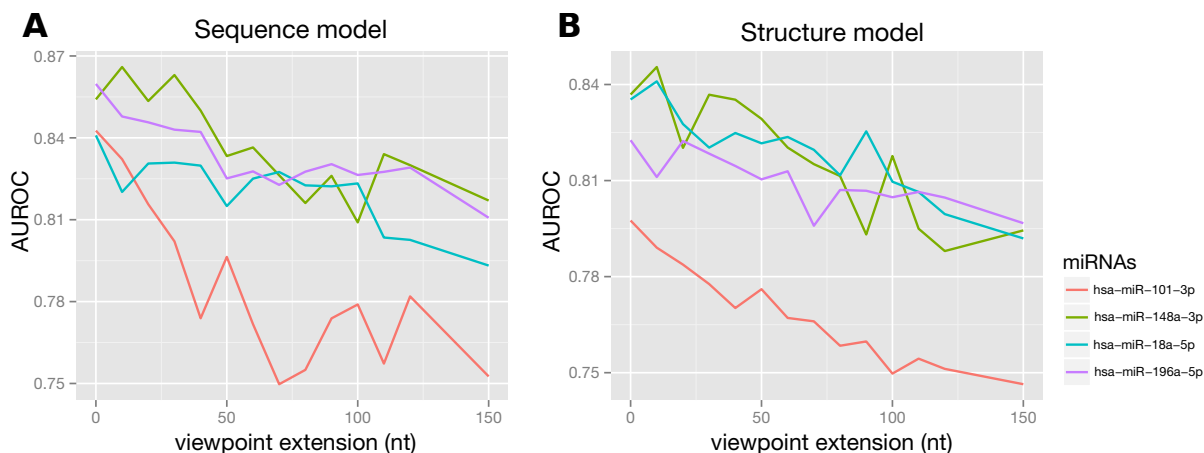 A
Sequence model
0.87
0.84
0.81
0.78
0.75
AUROC
0
50
100
150
viewpoint extension (nt)
B
Structure model
0.84
0.81
0.78
0.75
AUROC
0
50
100
150
viewpoint extension (nt)
miRNAs
hsa−miR−101−3p
hsa−miR−148a−3p
hsa−miR−18a−5p
hsa−miR−196a−5p